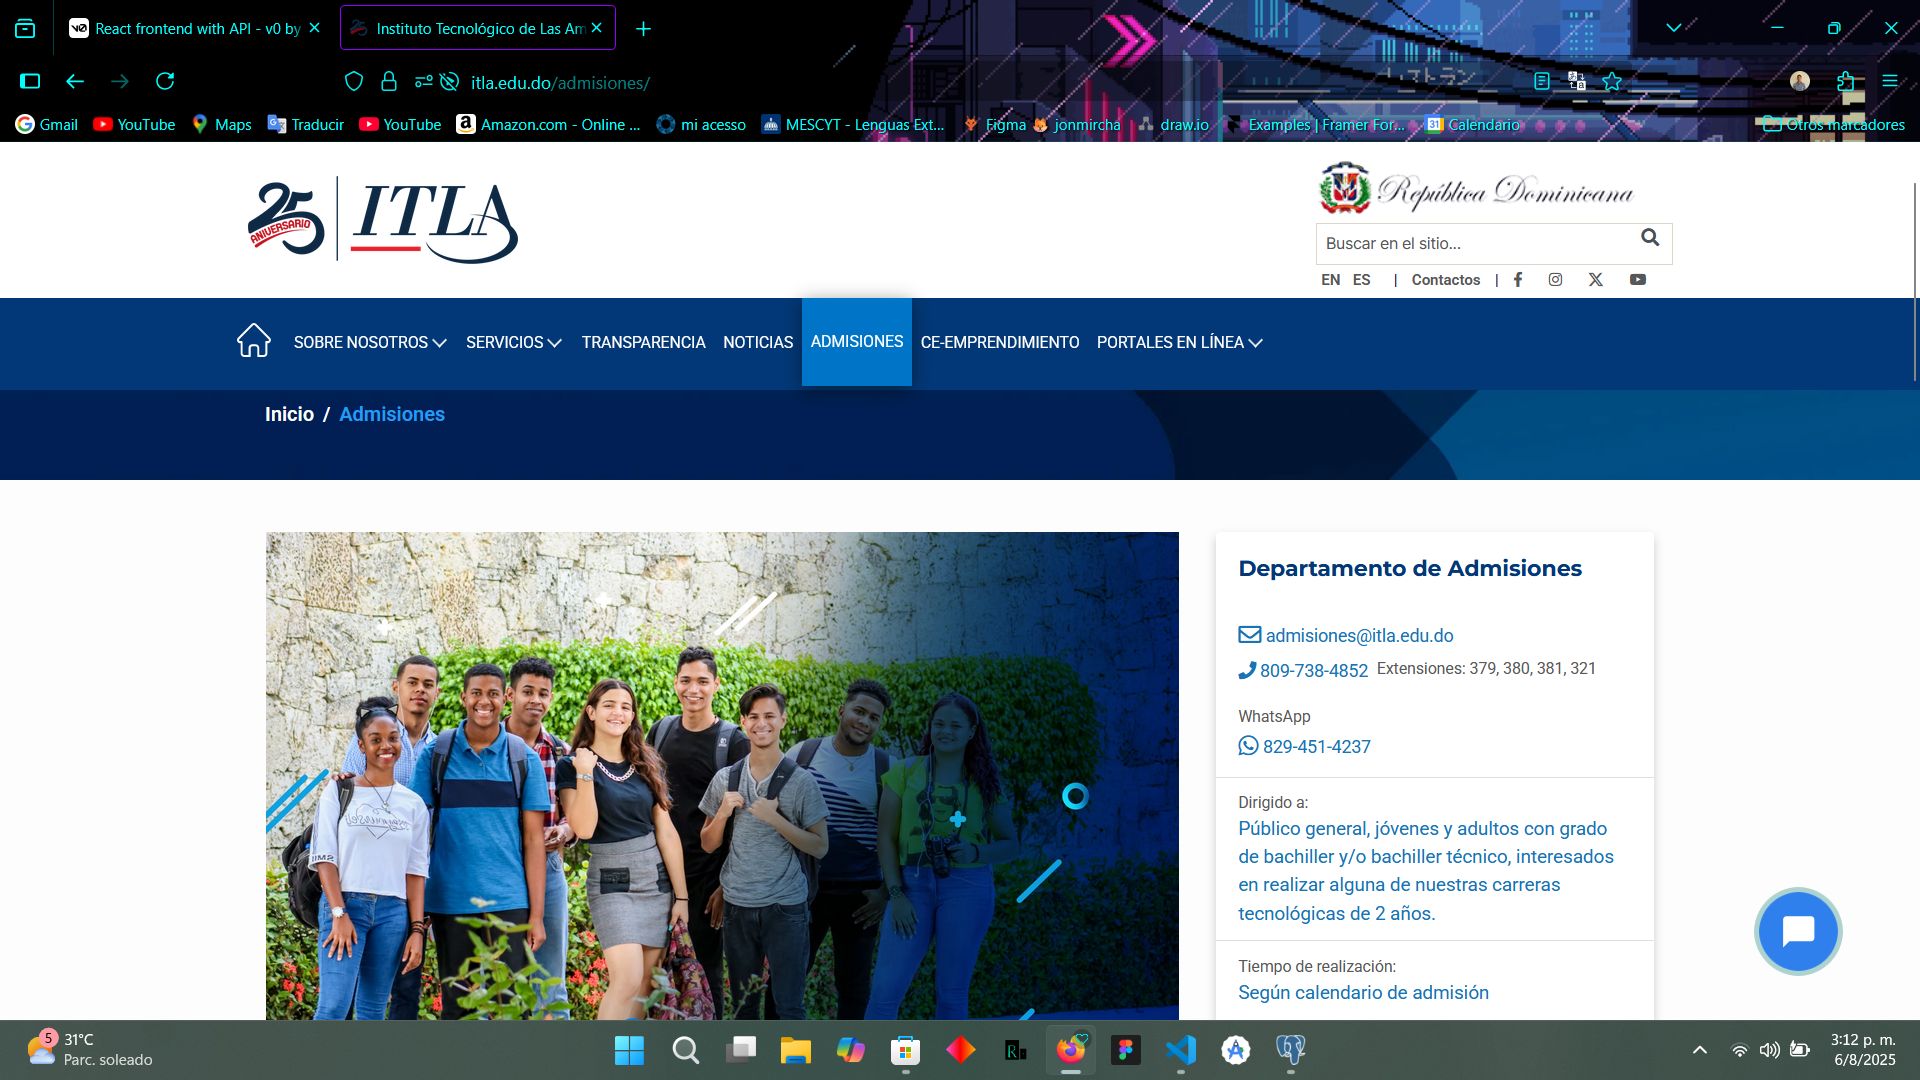 React frontend with API - v0 by
Instituto Tecnológico de Las Am
itla.edu.do/admisiones/
Gmail
YouTube
Maps
Traducir
YouTube
Amazon.com - Online ...
mi acesso
MESCYT - Lenguas Ext...
Figma
jonmircha
draw.io
Examples | Framer For...
Calendario
Otros marcadores
レストラン
25
ANIVERSARIO
ITLA
República Dominicana
Buscar en el sitio...
EN ES | Contactos |
SOBRE NOSOTROS
SERVICIOS
TRANSPARENCIA
NOTICIAS
ADMISIONES
CE-EMPRENDIMIENTO
PORTALES EN LÍNEA
Inicio / Admisiones
Departamento de Admisiones
admisiones@itla.edu.do
809-738-4852 Extensiones: 379, 380, 381, 321
WhatsApp
829-451-4237
Dirigido a:
Público general, jóvenes y adultos con grado
de bachiller y/o bachiller técnico, interesados
en realizar alguna de nuestras carreras
tecnológicas de 2 años.
Tiempo de realización:
Según calendario de admisión
5
31°C
Parc. soleado
3:12 p. m.
6/8/2025